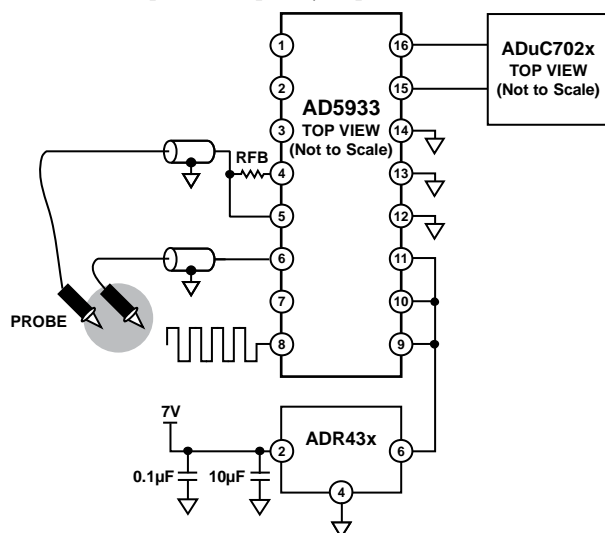 1
2
3
4
5
6
7
8
16
15
14
13
12
11
10
9
AD5933
TOP VIEW
(Not to Scale)
ADuC702x
TOP VIEW
(Not to Scale)
RFB
PROBE
7V
0.1µF
10µF
2
ADR43x
6
4